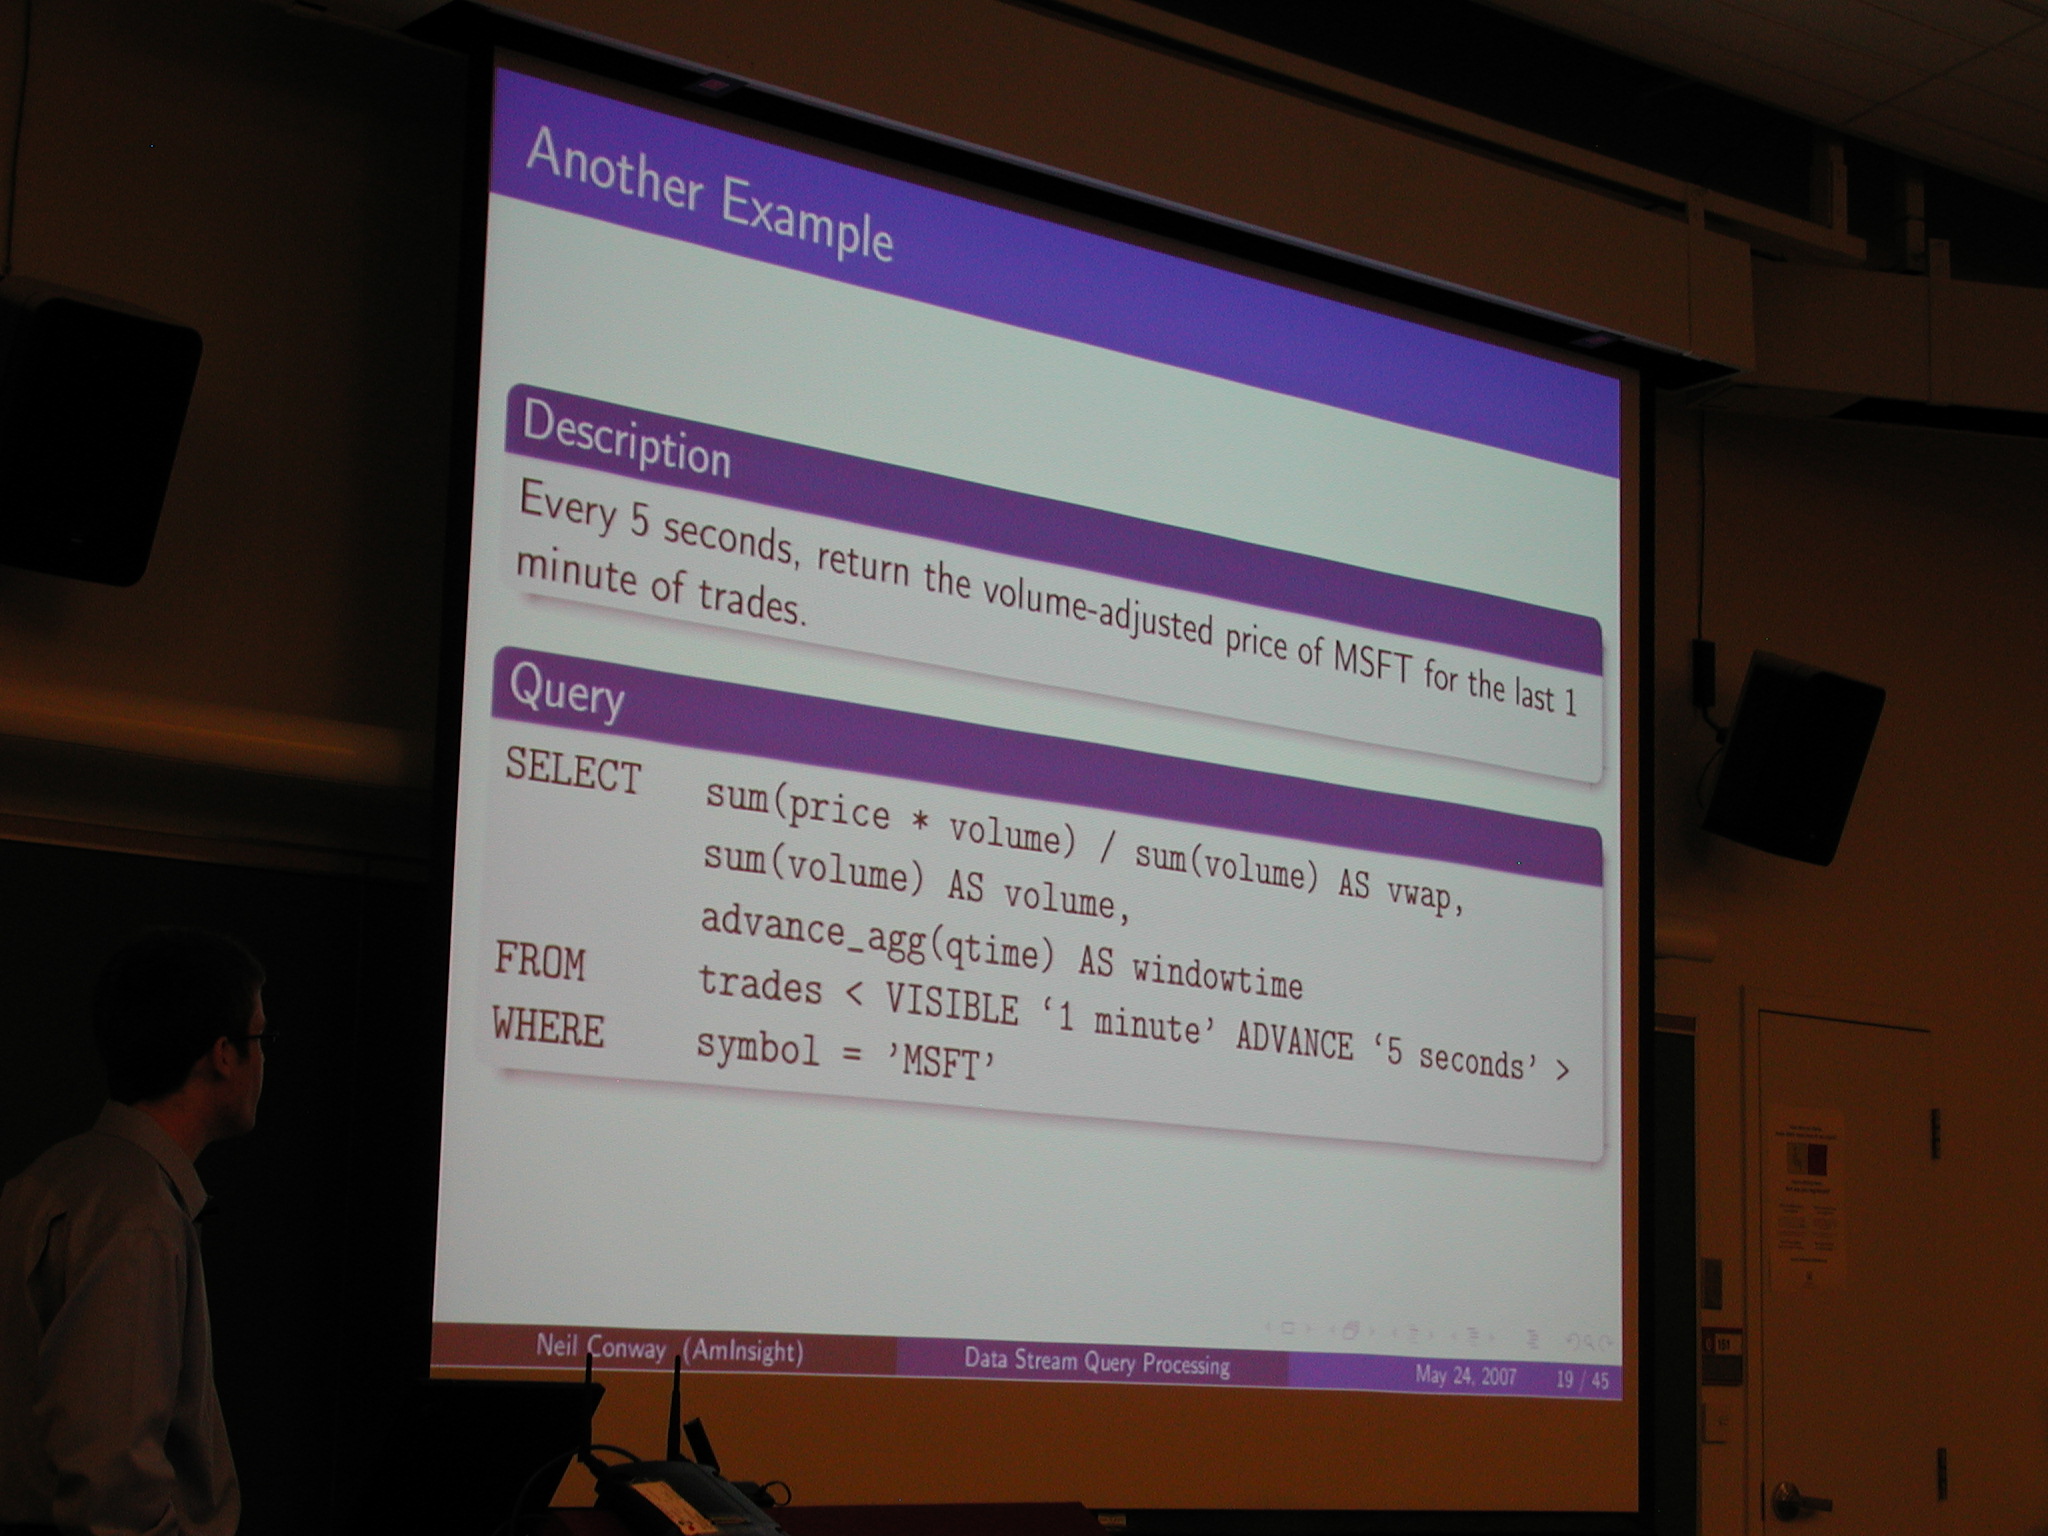 Another Example
Description
Every 5 seconds, return the volume-adjusted price of MSFT for the last 1
minute of trades.
Query
SELECT sum(price * volume) / sum(volume) AS vwap,
sum(volume) AS volume,
advance_agg(qtime) AS windowtime
FROM trades < VISIBLE ‘1 minute’ ADVANCE ‘5 seconds’ >
WHERE symbol = ’MSFT’
Neil Conway (AmInsight) Data Stream Query Processing May 24, 2007 19 / 45
151